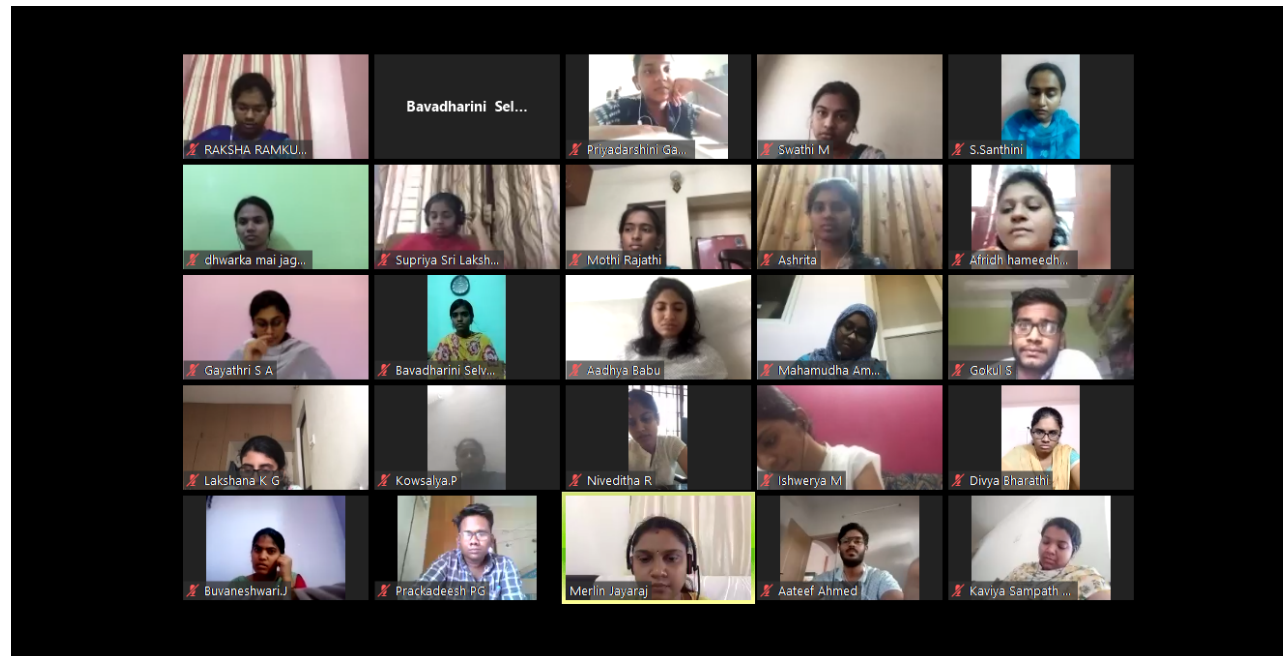 RAKSHA RAMKU...
Bavadharini Sel...
Priyadarshini Ga...
Swathi M
S.Santhini
dhwarka mai jag...
Supriya Sri Laksh...
Mothi Rajathi
Ashrita
Afridh hameedh...
Gayathri S A
Bavadharini Selv...
Aadhya Babu
Mahamudha Am...
Gokul S
Lakshana K G
Kowsalya.P
Niveditha R
Ishwerya M
Divya Bharathi
Buvaneshwari.J
Prackadeesh PG
Merlin Jayaraj
Aateef Ahmed
Kaviya Sampath ...